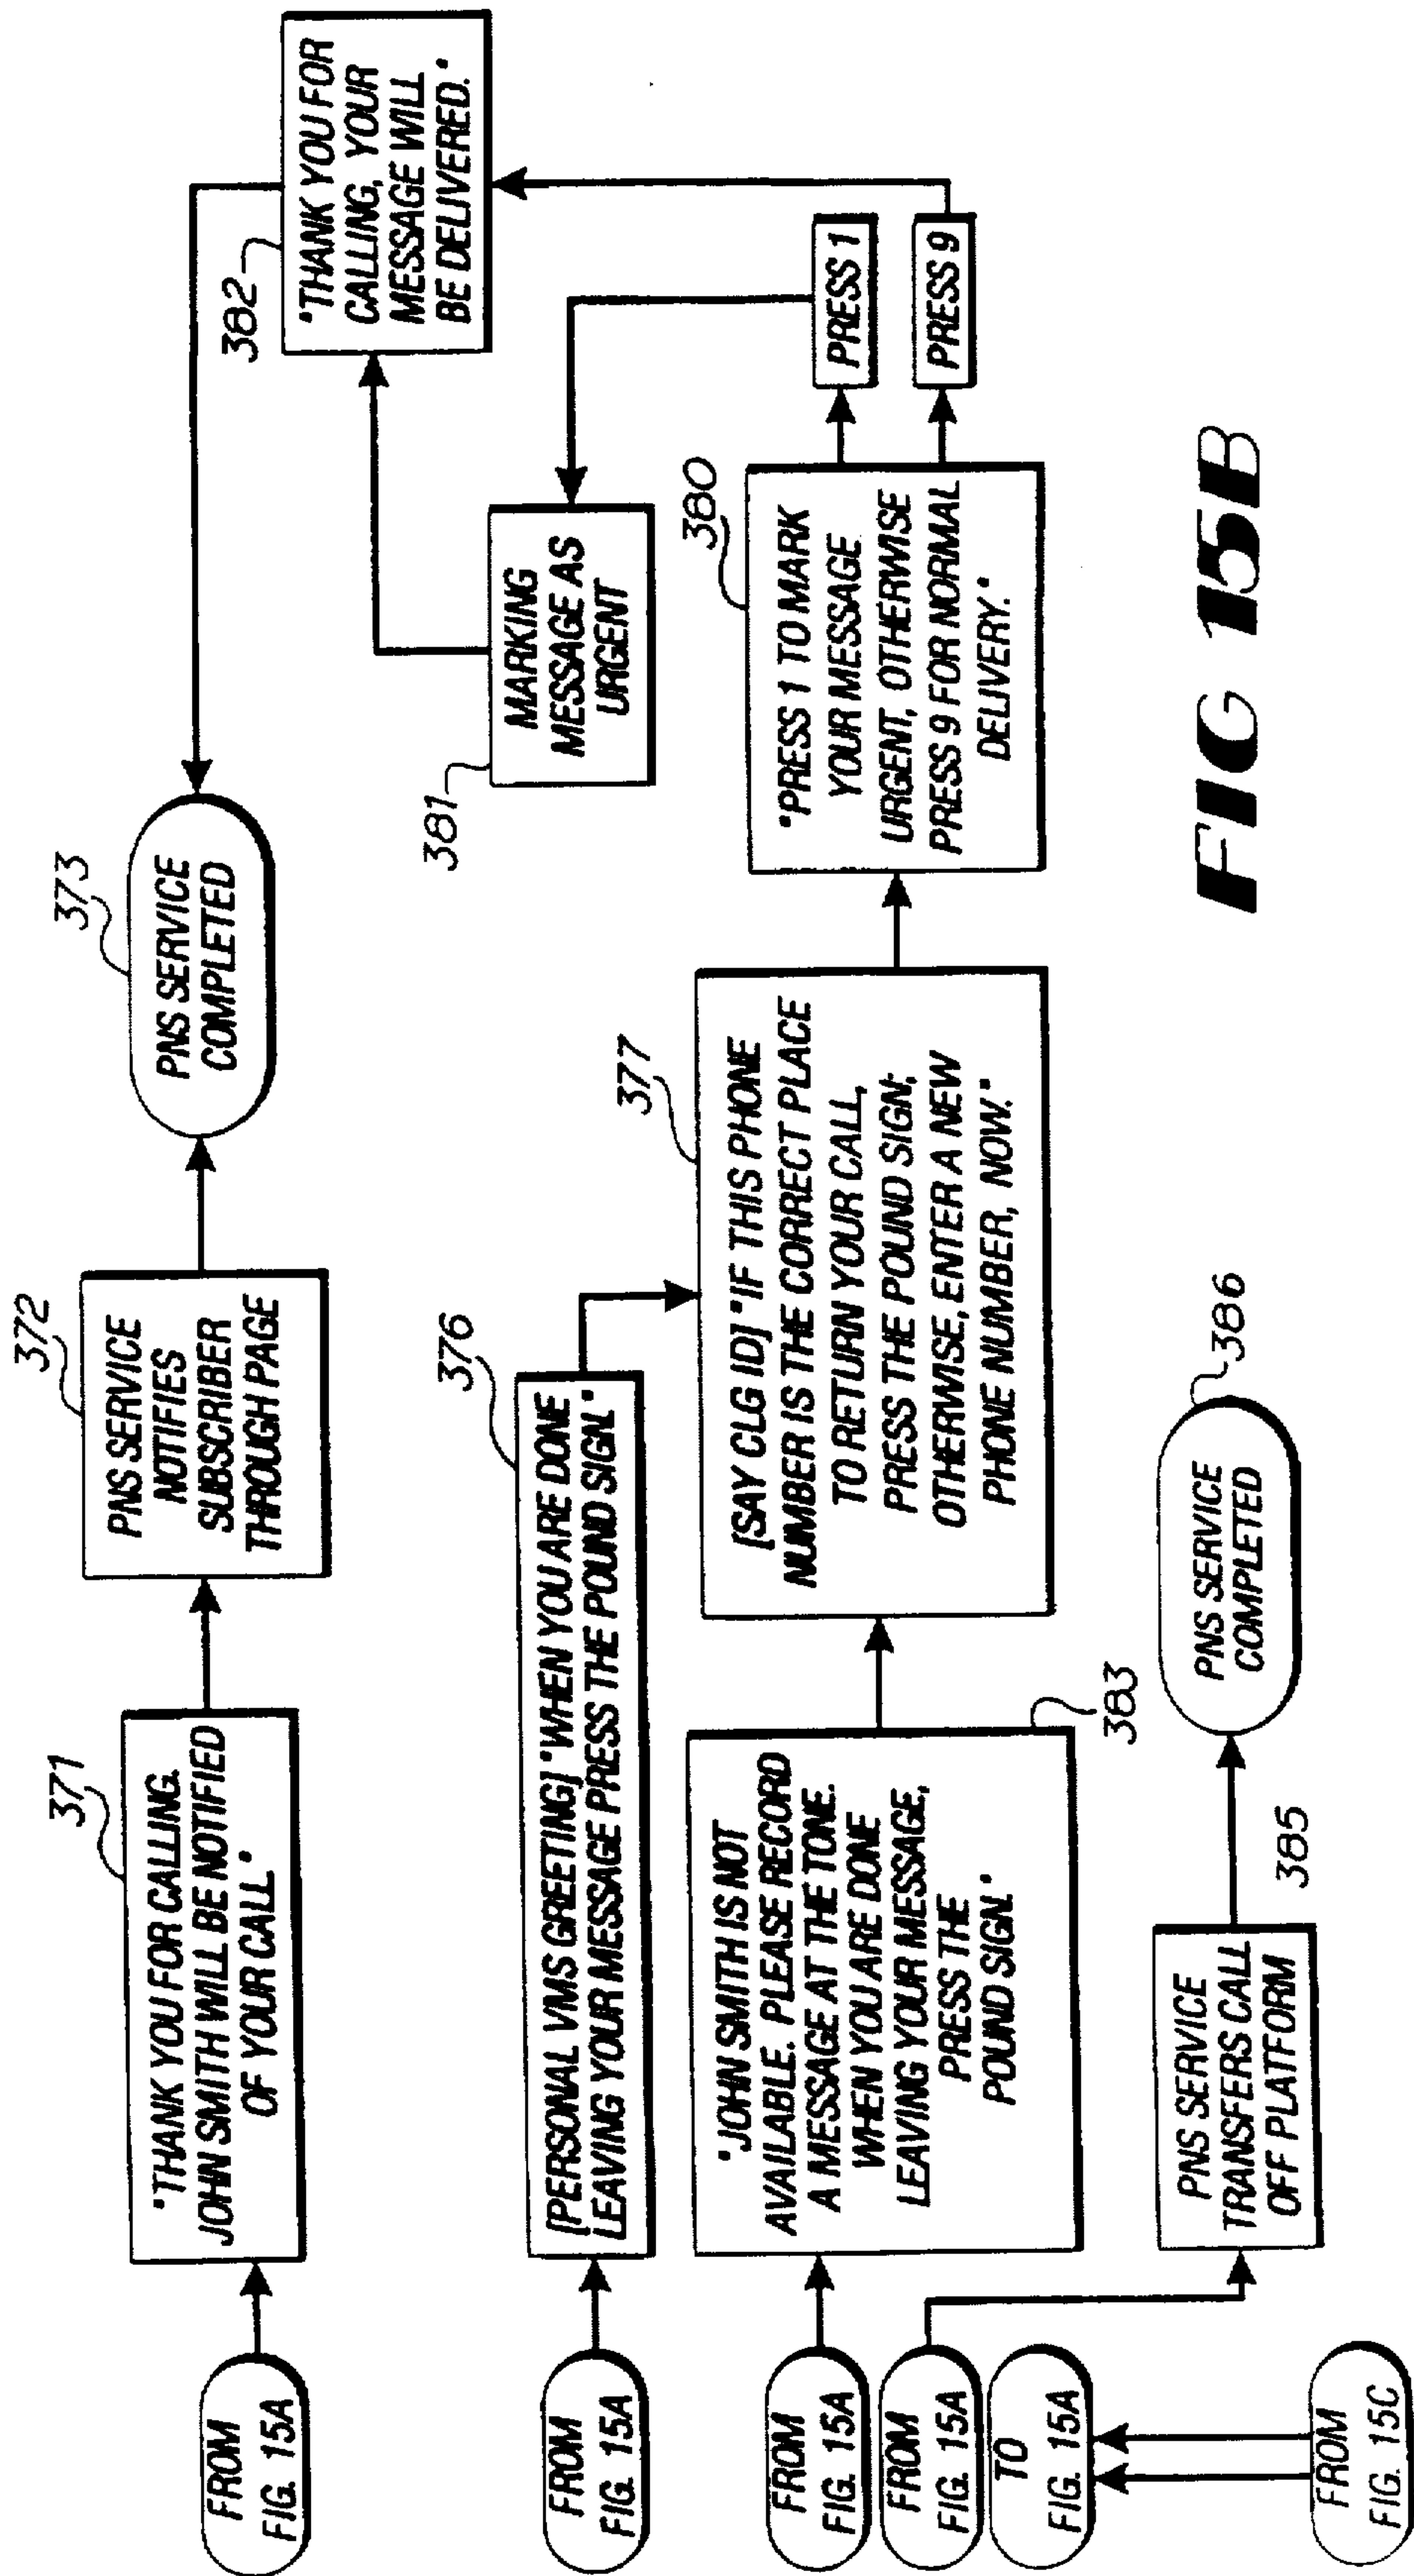 FROM
FIG. 15A
371
"THANK YOU FOR CALLING.
JOHN SMITH WILL BE NOTIFIED
OF YOUR CALL."
372
PNS SERVICE
NOTIFIES
SUBSCRIBER
THROUGH PAGE
373
PNS SERVICE
COMPLETED
382
"THANK YOU FOR
CALLING, YOUR
MESSAGE WILL
BE DELIVERED."
FROM
FIG. 15A
376
[PERSONAL VMS GREETING] "WHEN YOU ARE DONE
LEAVING YOUR MESSAGE PRESS THE POUND SIGN."
381
MARKING
MESSAGE AS
URGENT
FROM
FIG. 15A
"JOHN SMITH IS NOT
AVAILABLE. PLEASE RECORD
A MESSAGE AT THE TONE.
WHEN YOU ARE DONE
LEAVING YOUR MESSAGE,
PRESS THE
POUND SIGN."
383
377
[SAY CLG ID] "IF THIS PHONE
NUMBER IS THE CORRECT PLACE
TO RETURN YOUR CALL,
PRESS THE POUND SIGN;
OTHERWISE, ENTER A NEW
PHONE NUMBER, NOW."
380
"PRESS 1 TO MARK
YOUR MESSAGE
URGENT, OTHERWISE
PRESS 9 FOR NORMAL
DELIVERY."
PRESS 1
PRESS 9
FROM
FIG. 15A
TO
FIG. 15A
PNS SERVICE
TRANSFERS CALL
OFF PLATFORM
385
PNS SERVICE
COMPLETED
386
FROM
FIG. 15C
FIG 15B